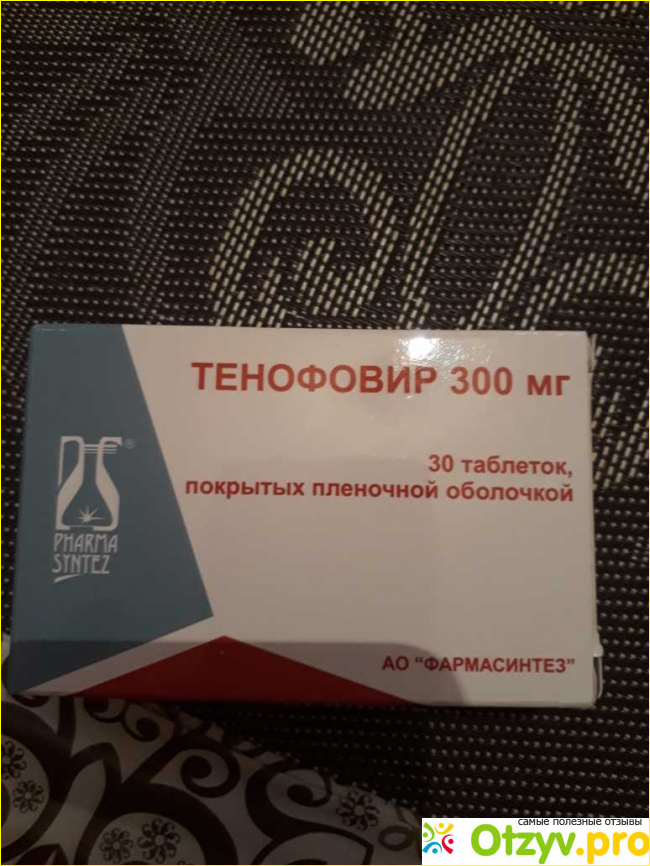 ТЕНОФОВИР 300 мг
30 таблеток,
покрытых пленочной оболочкой
®
PHARMA
SYNTEZ
АО "ФАРМАСИНТЕЗ"
самые полезные отзывы
Otzyv.pro